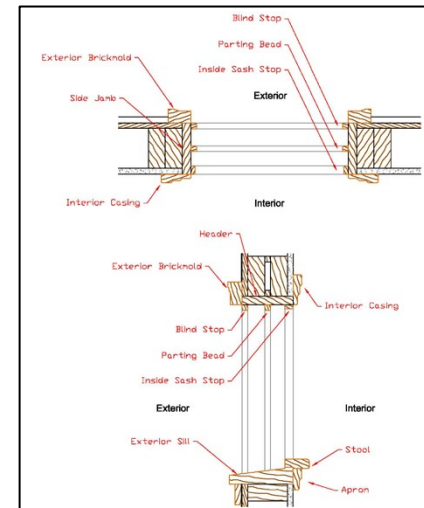 Blind Stop
Parting Bead
Exterior Brickmold
Inside Sash Stop
Side Jamb
Exterior
Interior Casing
Interior
Header
Exterior Brickmold
Interior Casing
Blind Stop
Parting Bead
Inside Sash Stop
Exterior
Interior
Exterior Sill
Stool
Apron